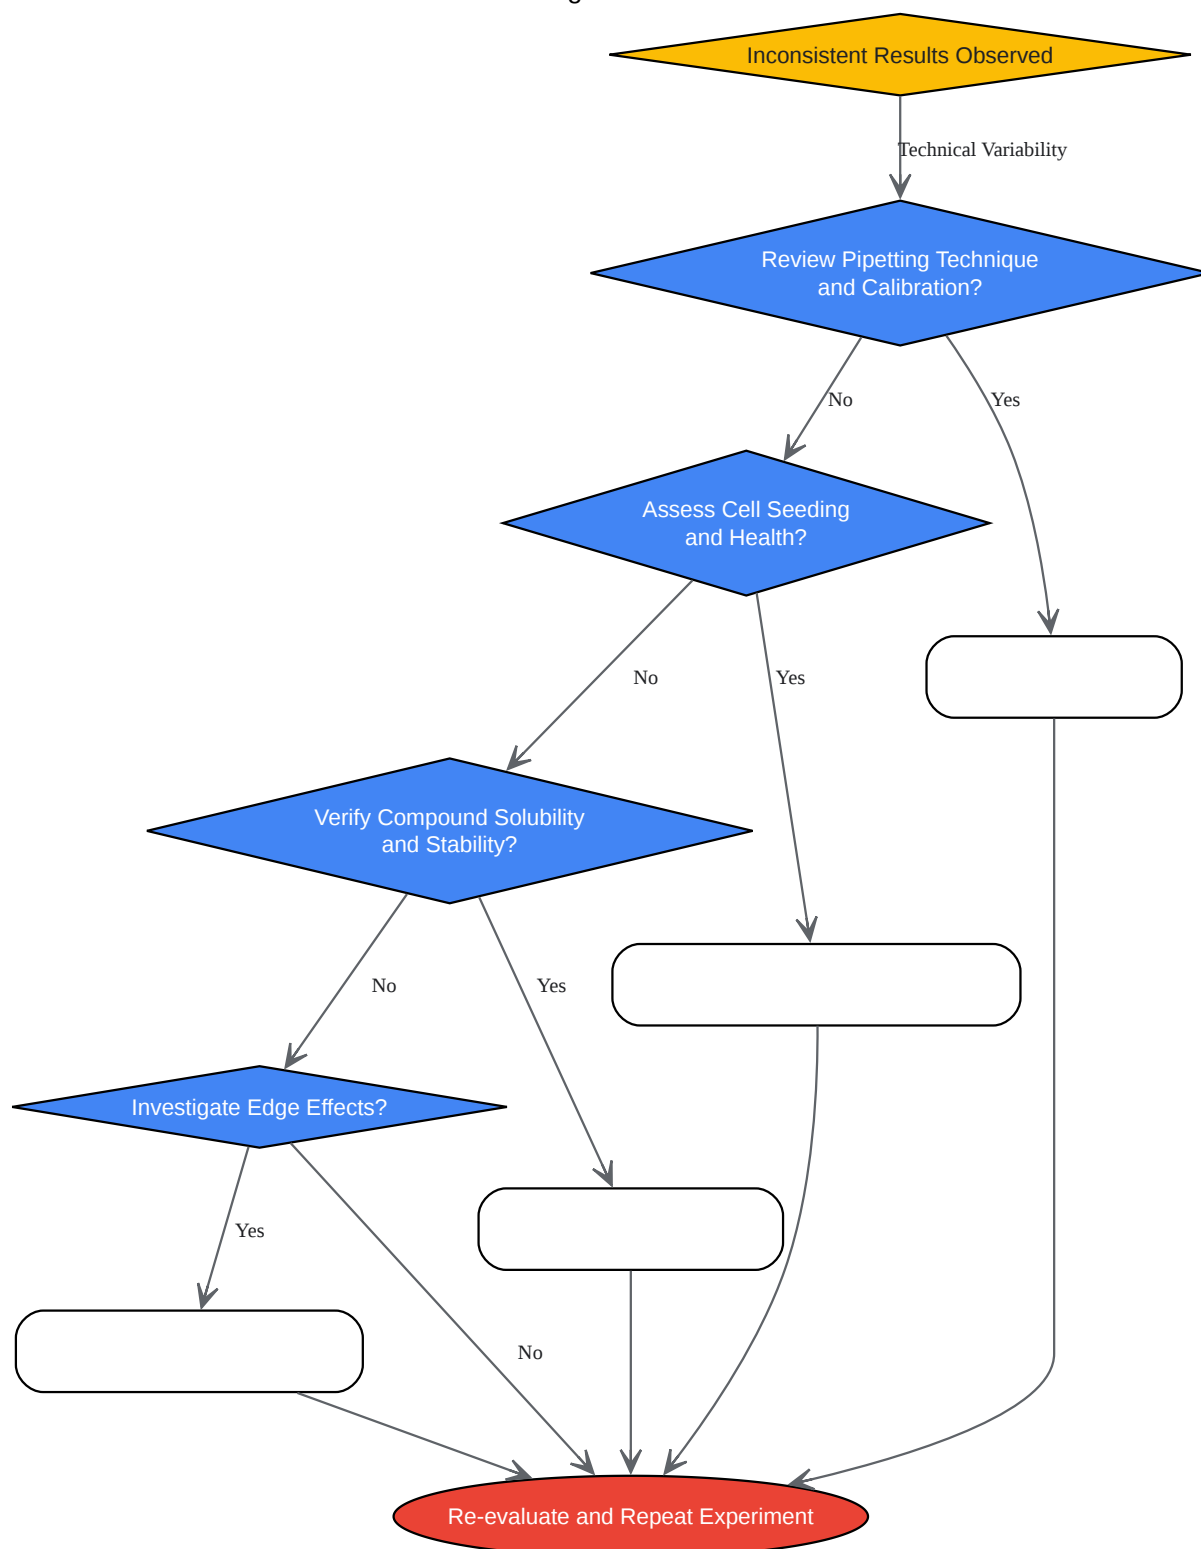 Inconsistent Results Observed
Technical Variability
Review Pipetting Technique
and Calibration?
No
Yes
Assess Cell Seeding
and Health?
No
Yes
Verify Compound Solubility
and Stability?
No
Yes
Investigate Edge Effects?
Yes
No
Re-evaluate and Repeat Experiment